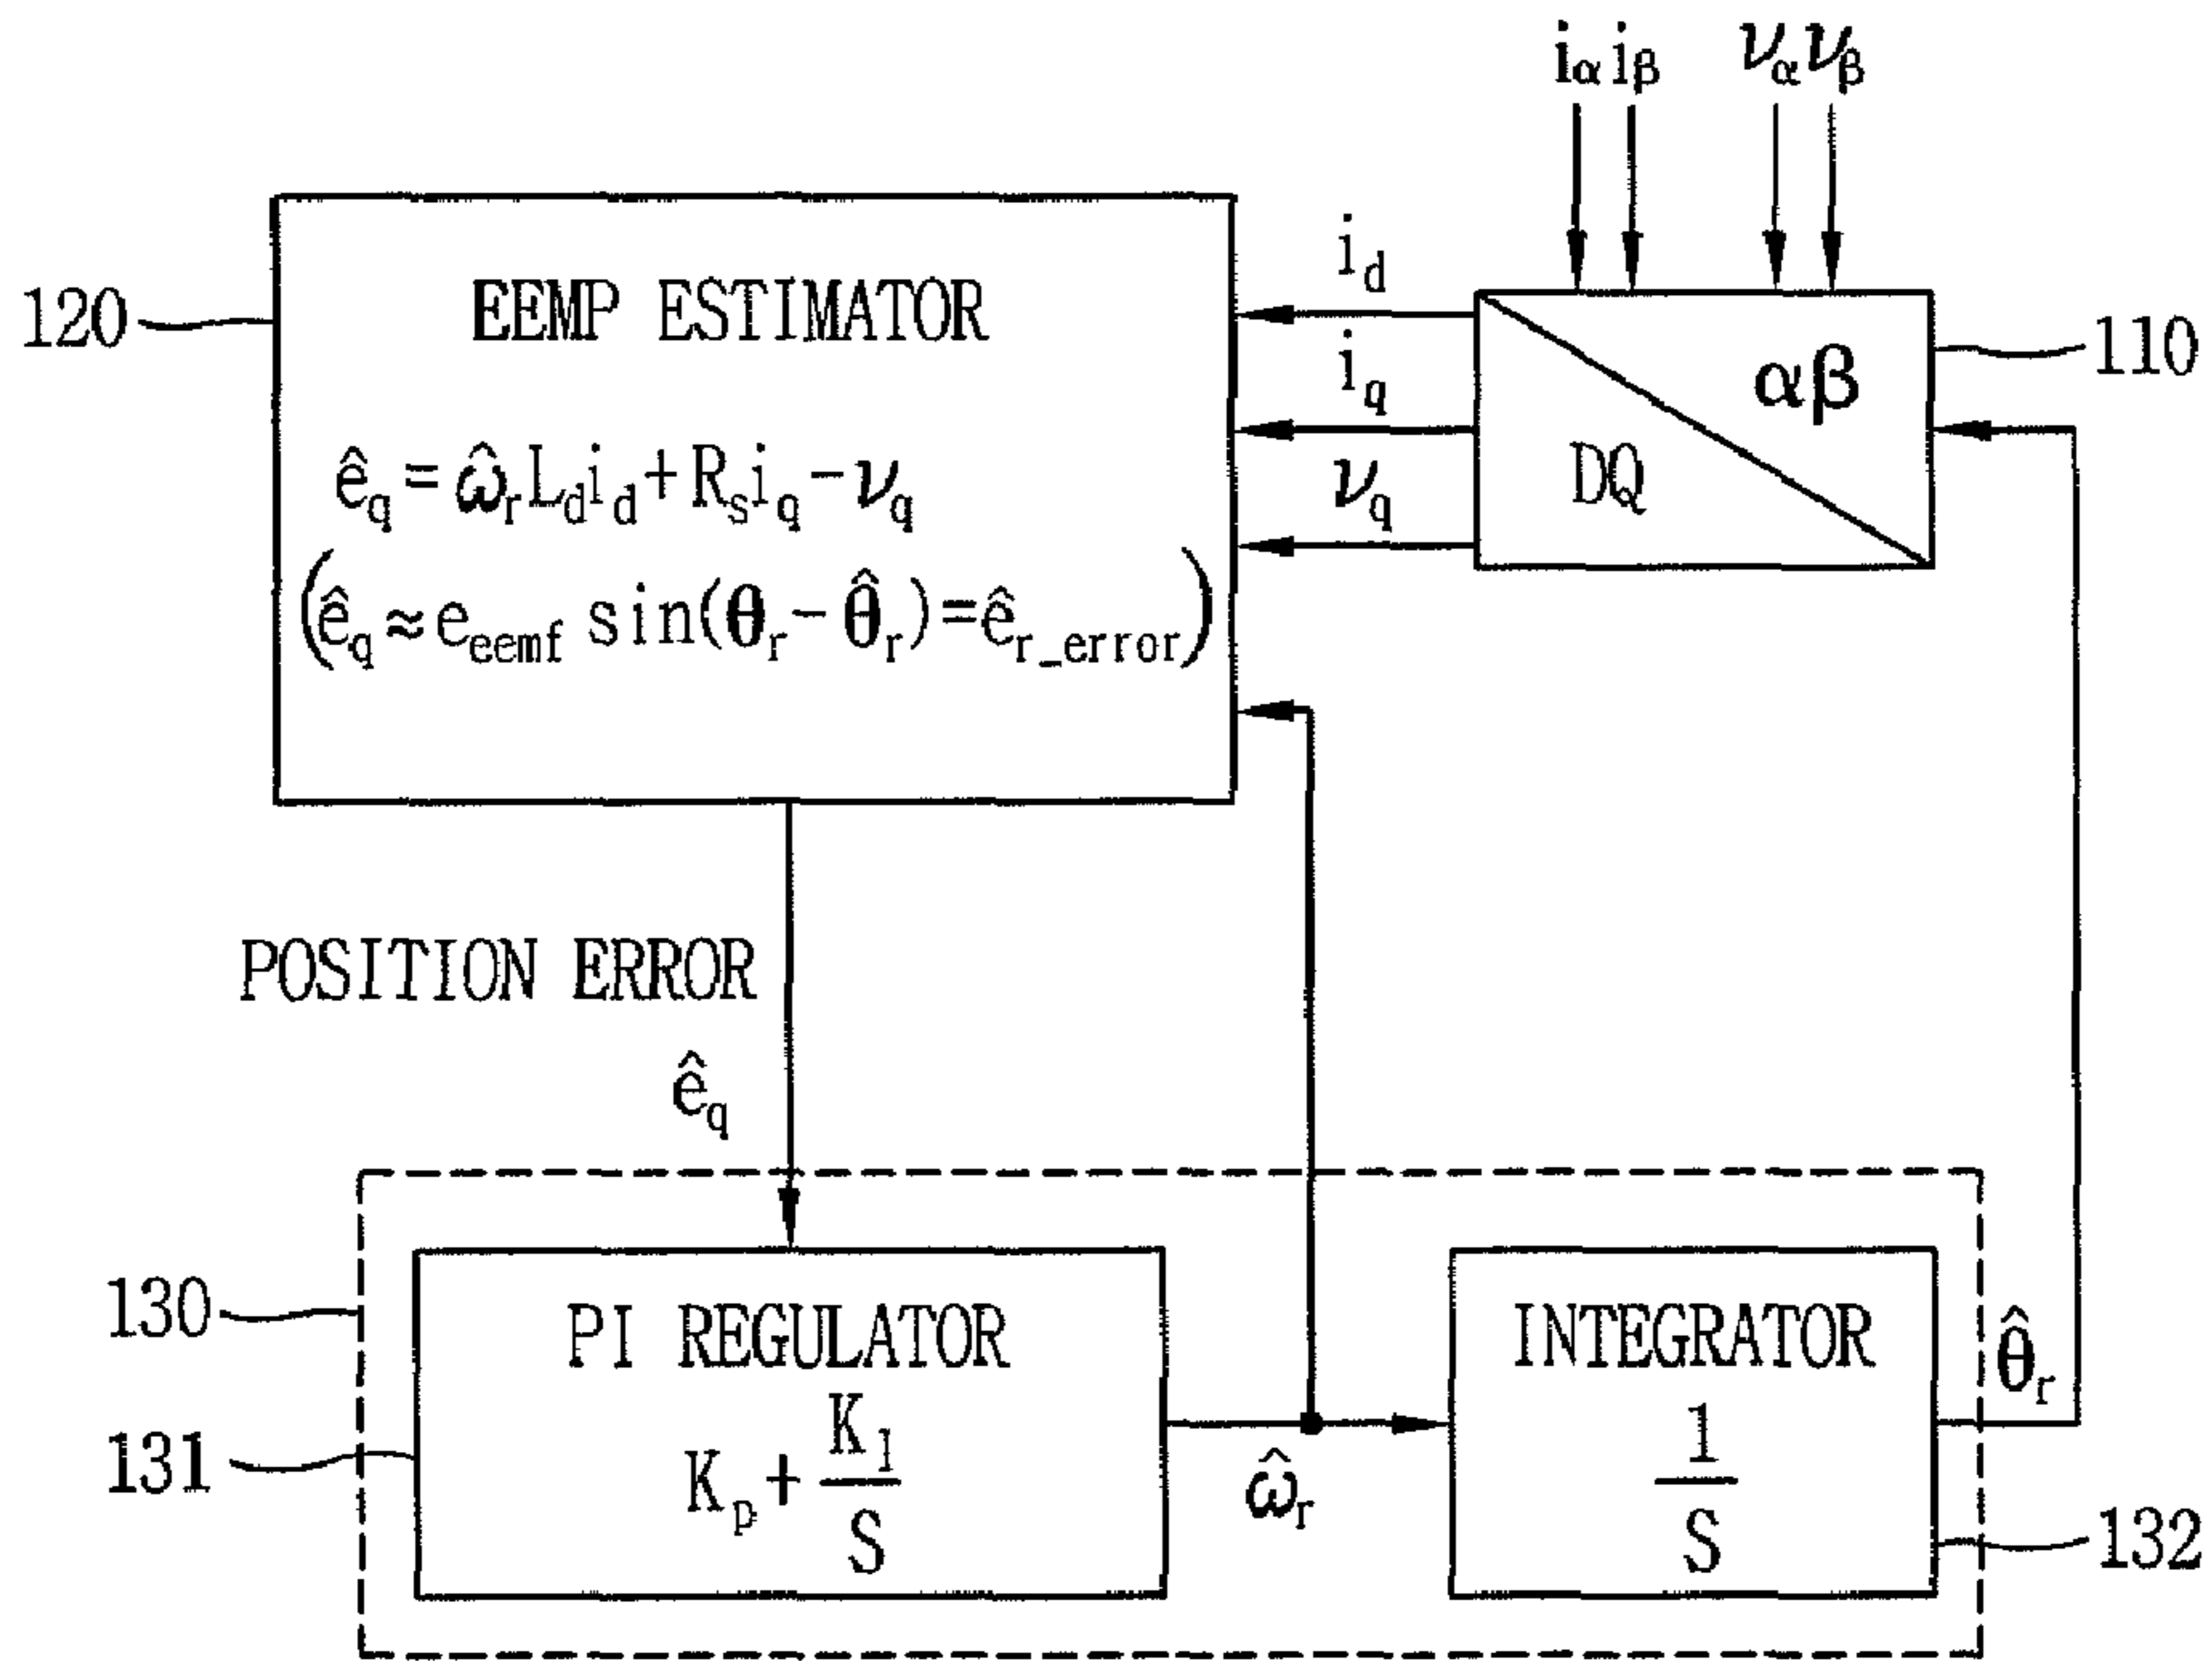 iα iβ να νβ
120
EEMP ESTIMATOR
ê_q = ω̂_r L_d i_d + R_s i_q − ν_q
(ê_q ≈ e_eemf sin(θ_r − θ̂_r) = ê_r_error)
i_d
i_q
ν_q
αβ
DQ
110
POSITION ERROR
ê_q
130
131
PI REGULATOR
K_p + K_1/S
ω̂_r
INTEGRATOR
1/S
θ̂_r
132